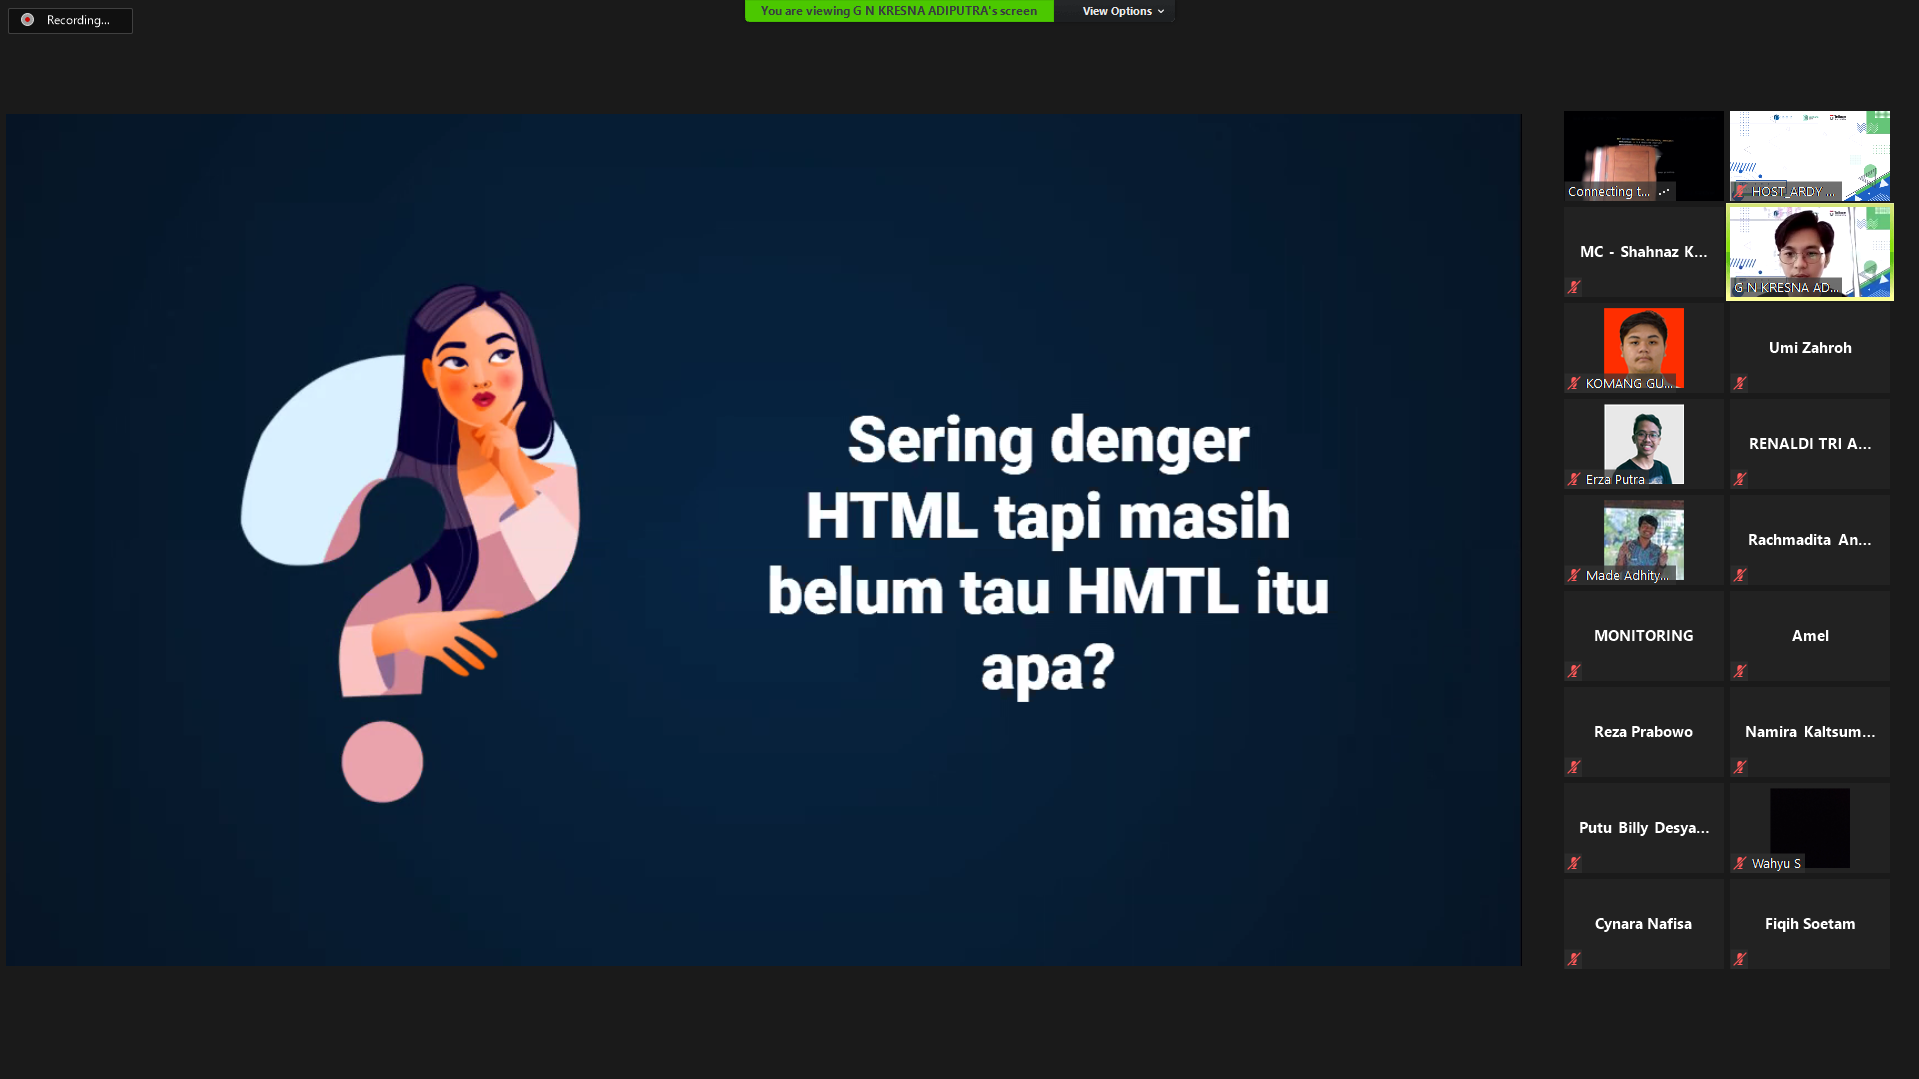 Recording...
You are viewing G N KRESNA ADIPUTRA's screen
View Options
Sering denger
HTML tapi masih
belum tau HMTL itu
apa?
Connecting t...
HOST_ARDY ...
MC - Shahnaz K...
G N KRESNA AD...
KOMANG GU...
Umi Zahroh
Erza Putra
RENALDI TRI A...
Made Adhity...
Rachmadita An...
MONITORING
Amel
Reza Prabowo
Namira Kaltsum...
Putu Billy Desya...
Wahyu S
Cynara Nafisa
Fiqih Soetam